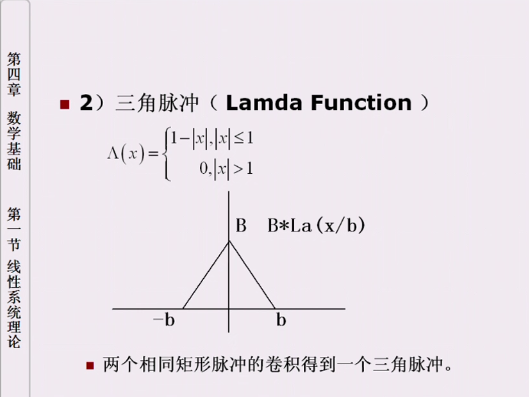 第四章 数学基础 第一节 线性系统理论
2）三角脉冲（ Lamda Function ）
Λ(x)={1−|x|,|x|≤1
0,|x|>1
B B*La(x/b)
-b b
两个相同矩形脉冲的卷积得到一个三角脉冲。